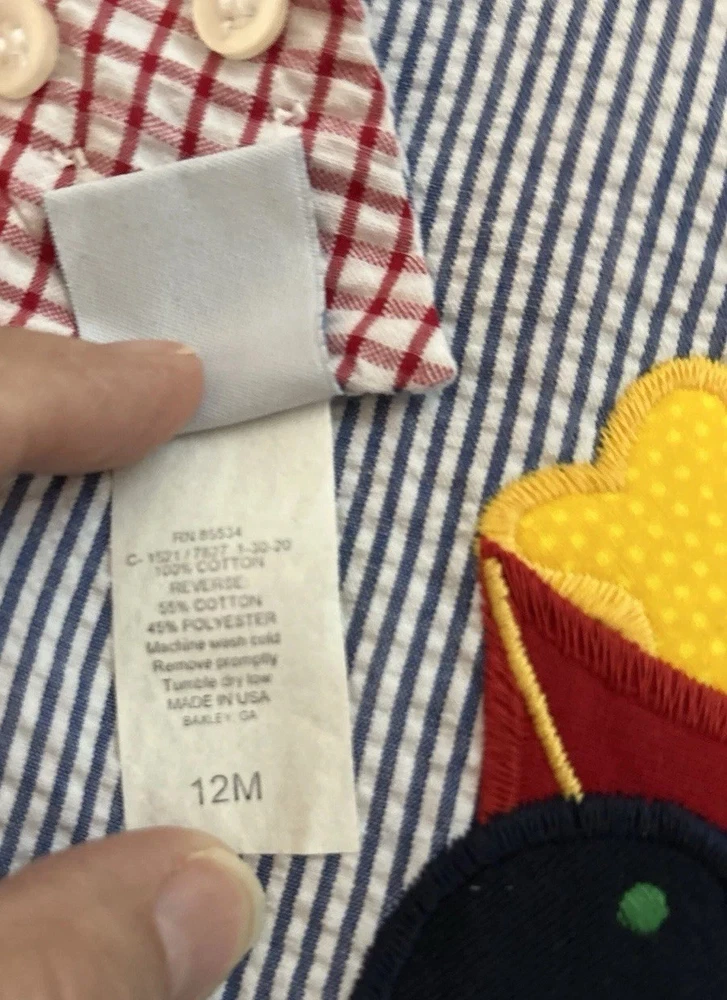 RN 85534
C- 1521 / 7827 1-30-20
100% COTTON
REVERSE:
55% COTTON
45% POLYESTER
Machine wash cold
Remove promptly
Tumble dry low
MADE IN USA
BAXLEY, GA
12M